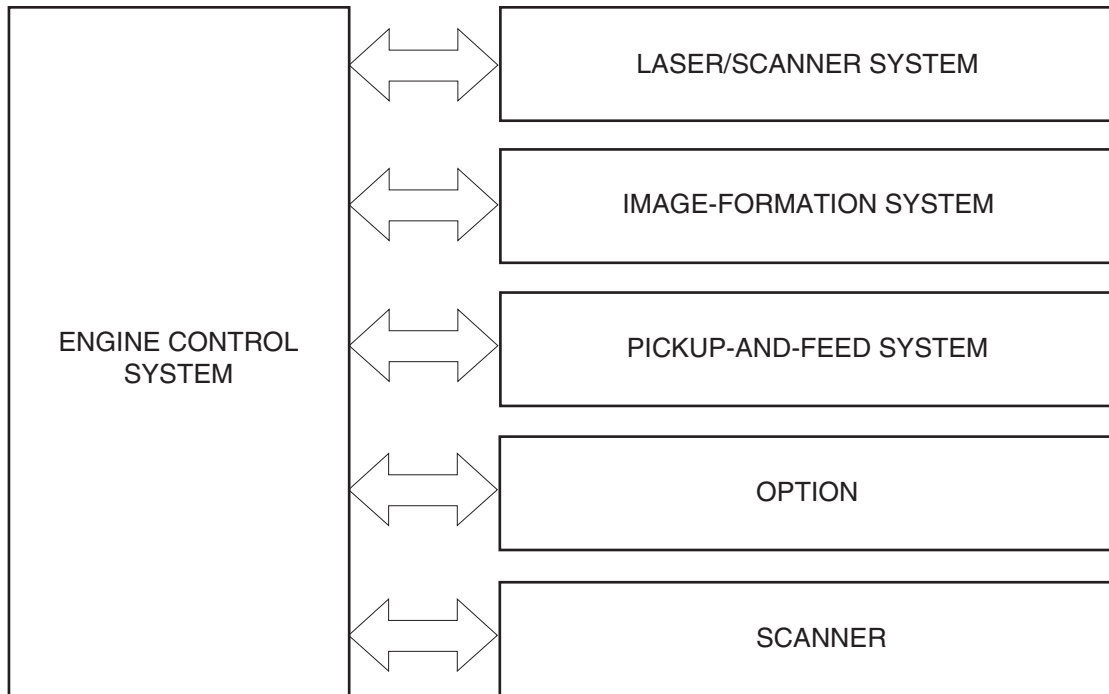 ENGINE CONTROL
SYSTEM
LASER/SCANNER SYSTEM
IMAGE-FORMATION SYSTEM
PICKUP-AND-FEED SYSTEM
OPTION
SCANNER